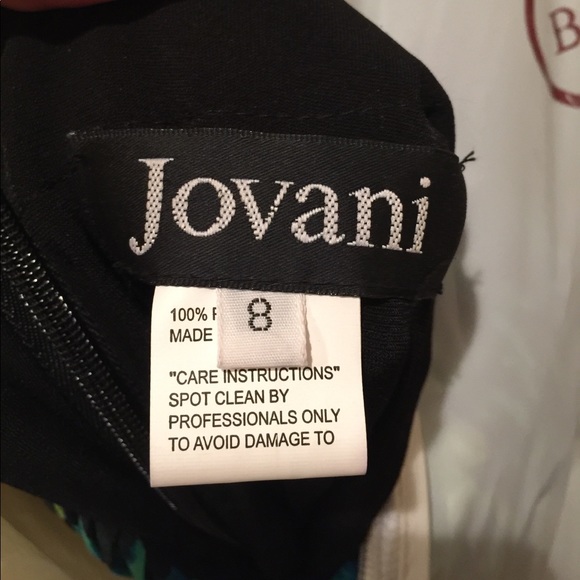 B
Jovani
8
100%
MADE
"CARE INSTRUCTIONS"
SPOT CLEAN BY
PROFESSIONALS ONLY
TO AVOID DAMAGE TO